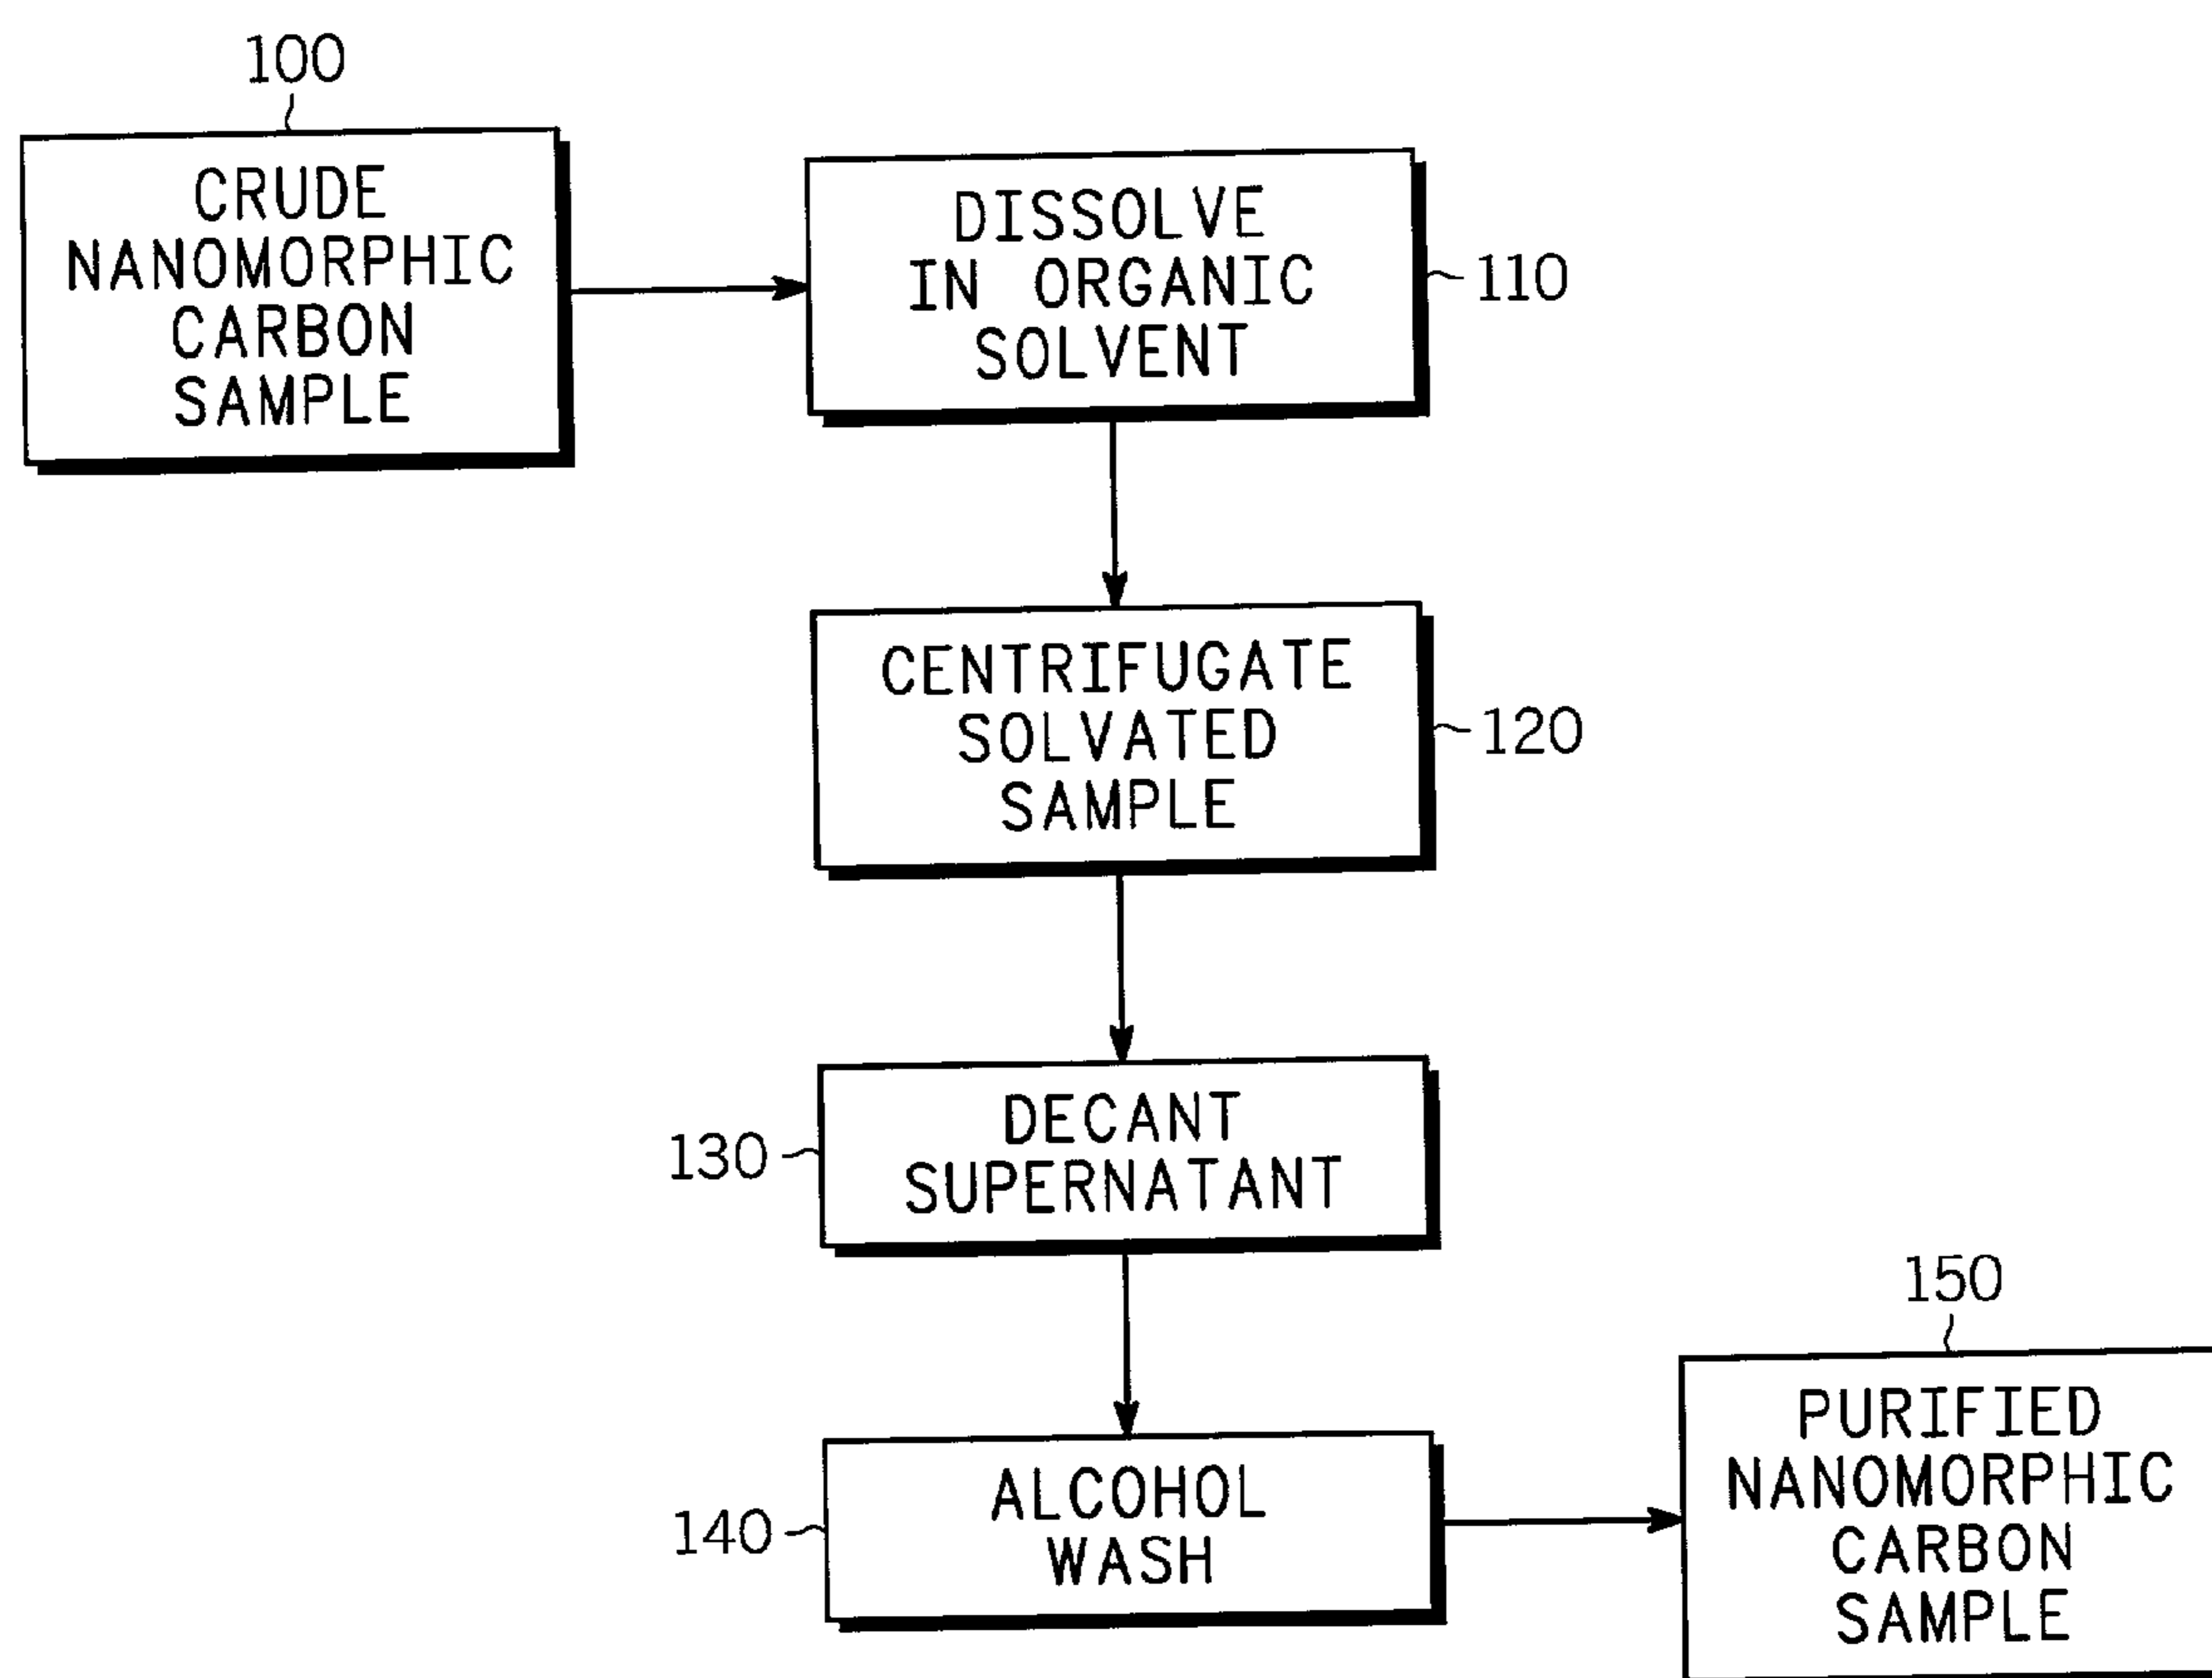 100
CRUDE
NANOMORPHIC
CARBON
SAMPLE
DISSOLVE
IN ORGANIC
SOLVENT
110
CENTRIFUGATE
SOLVATED
SAMPLE
120
DECANT
SUPERNATANT
130
ALCOHOL
WASH
140
150
PURIFIED
NANOMORPHIC
CARBON
SAMPLE